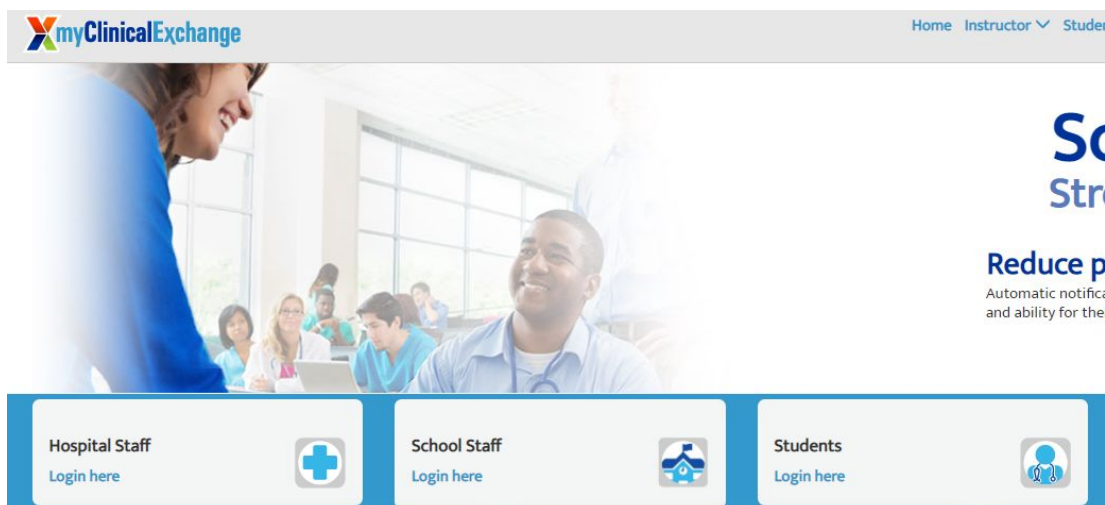 myClinicalExchange
Home Instructor
Reduce
Automatic notific
and ability for the
Hospital Staff
Login here
School Staff
Login here
Students
Login here